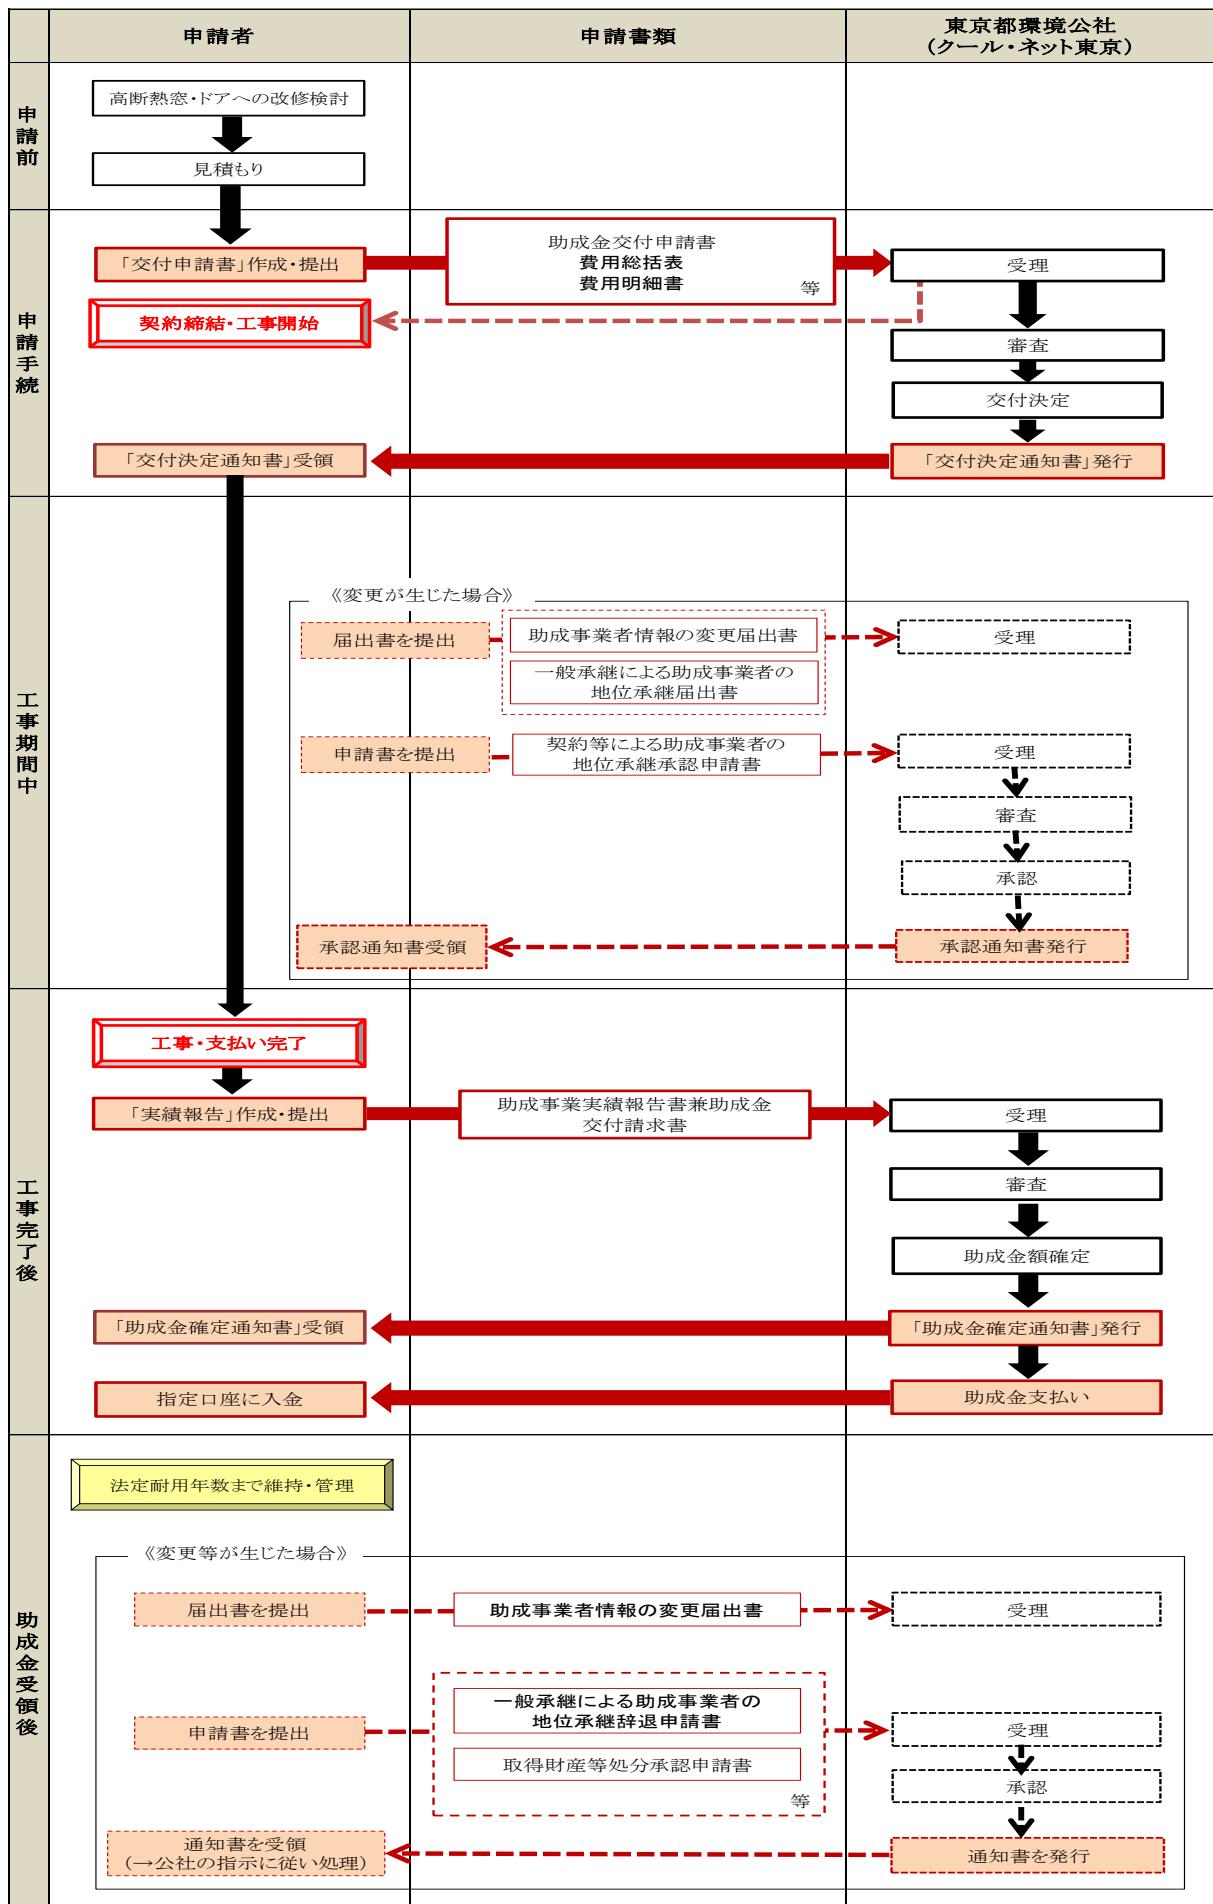 申請者
申請書類
東京都環境公社
(クール・ネット東京)
申請前
高断熱窓・ドアへの改修検討
見積もり
申請手続
「交付申請書」作成・提出
助成金交付申請書
費用総括表
費用明細書
等
受理
契約締結・工事開始
審査
交付決定
「交付決定通知書」受領
「交付決定通知書」発行
工事期間中
《変更が生じた場合》
届出書を提出
助成事業者情報の変更届出書
一般承継による助成事業者の
地位承継届出書
受理
申請書を提出
契約等による助成事業者の
地位承継承認申請書
受理
審査
承認
承認通知書受領
承認通知書発行
工事完了後
工事・支払い完了
「実績報告」作成・提出
助成事業実績報告書兼助成金
交付請求書
受理
審査
助成金額確定
「助成金確定通知書」受領
「助成金確定通知書」発行
指定口座に入金
助成金支払い
助成金受領後
法定耐用年数まで維持・管理
《変更等が生じた場合》
届出書を提出
助成事業者情報の変更届出書
受理
申請書を提出
一般承継による助成事業者の
地位承継辞退申請書
取得財産等処分承認申請書
等
受理
承認
通知書を受領
(→公社の指示に従い処理)
通知書を発行